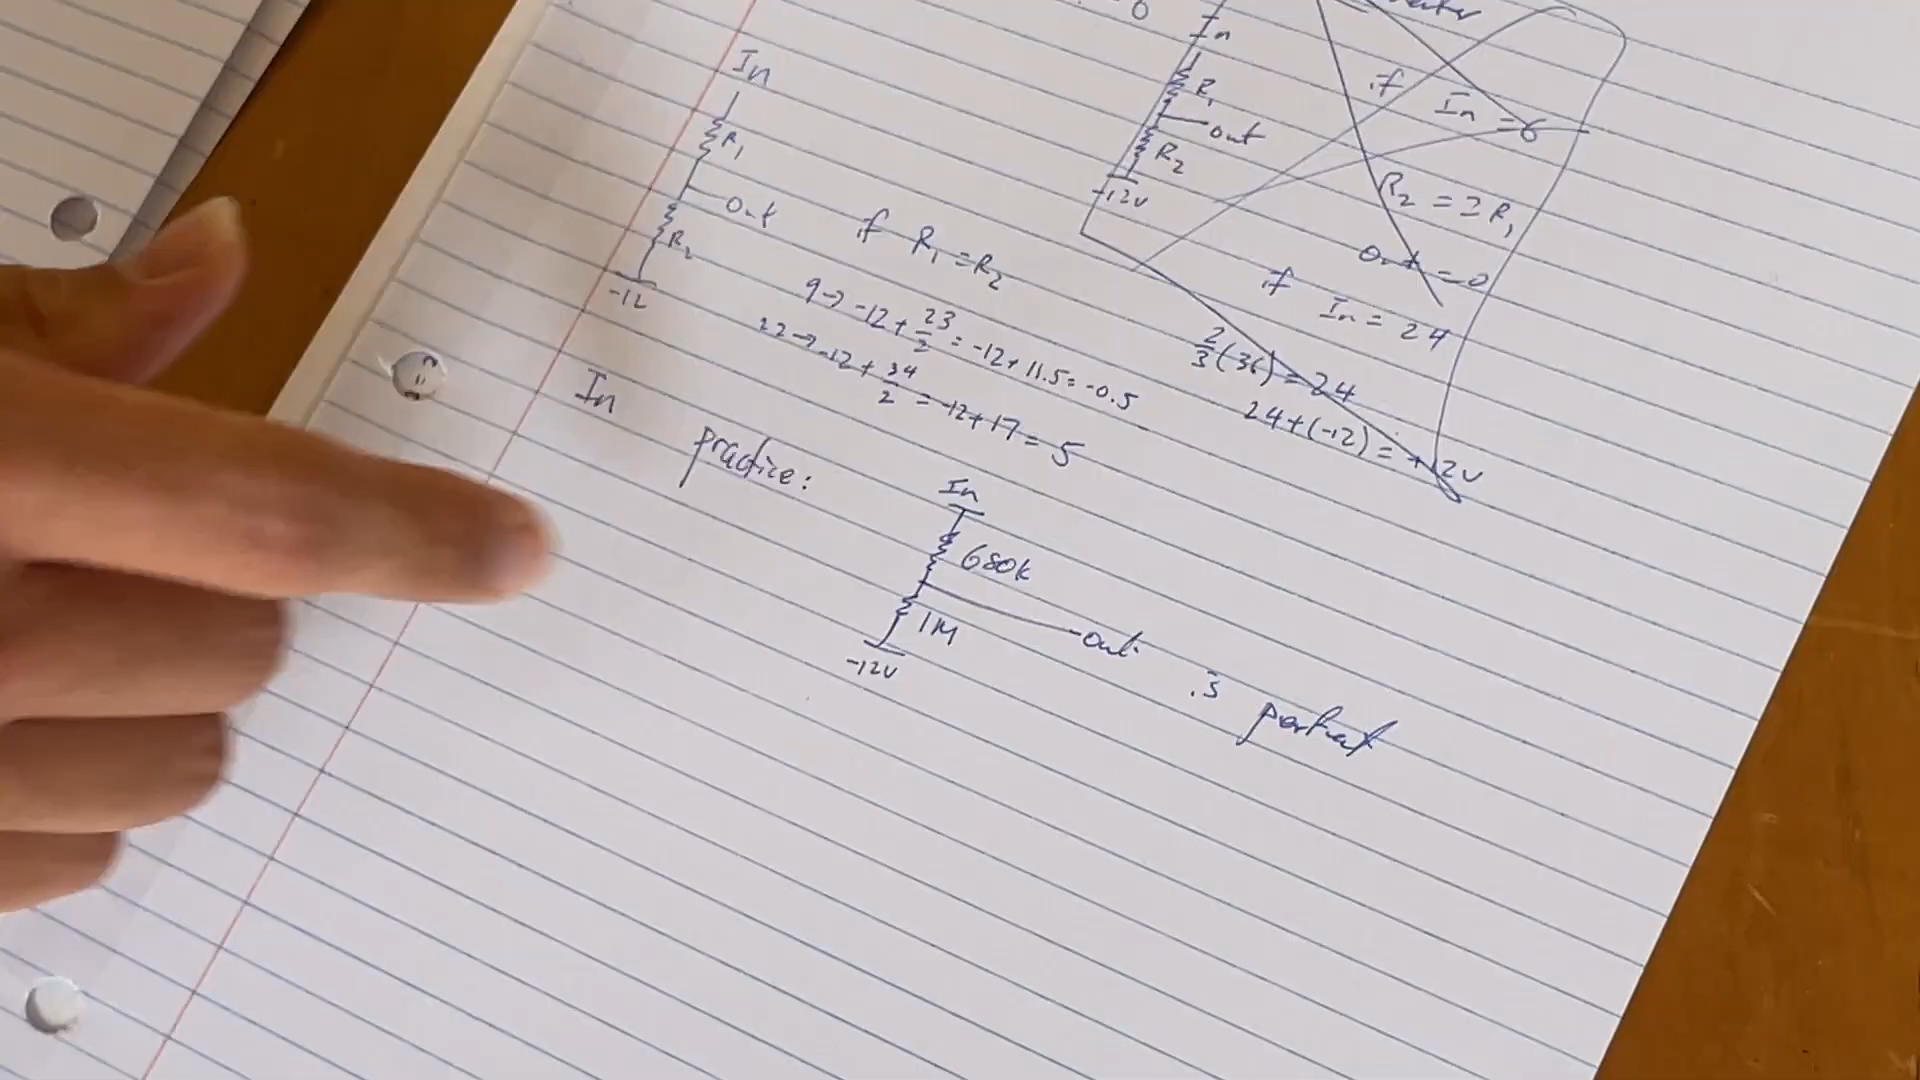 In
R1
Out
R2
-12
if R1 = R2
9 → -12 + 23/2 = -12 + 11.5 = -0.5
22 → -12 + 34/2 = -12 + 17 = 5
In
R1
out
R2
-12v
if
In = 6
R2 = 2R1
Out = 0
if
In = 24
2/3 (36) = 24
24 + (-12) = +12v
In
practice:
In
680k
1M
out
-12v
is perfect